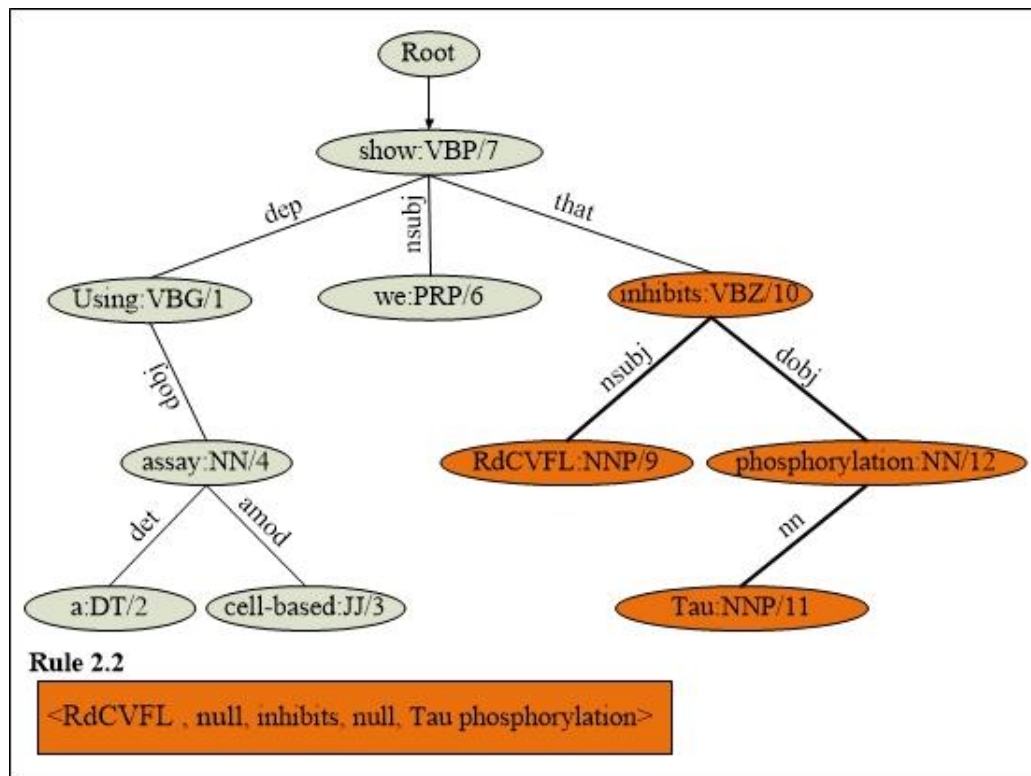 Root
show:VBP/7
dep
nsubj
that
Using:VBG/1
we:PRP/6
inhibits:VBZ/10
dobj
nsubj
dobj
assay:NN/4
RdCVFL:NNP/9
phosphorylation:NN/12
det
amod
nn
a:DT/2
cell-based:JJ/3
Tau:NNP/11
Rule 2.2
<RdCVFL , null, inhibits, null, Tau phosphorylation>